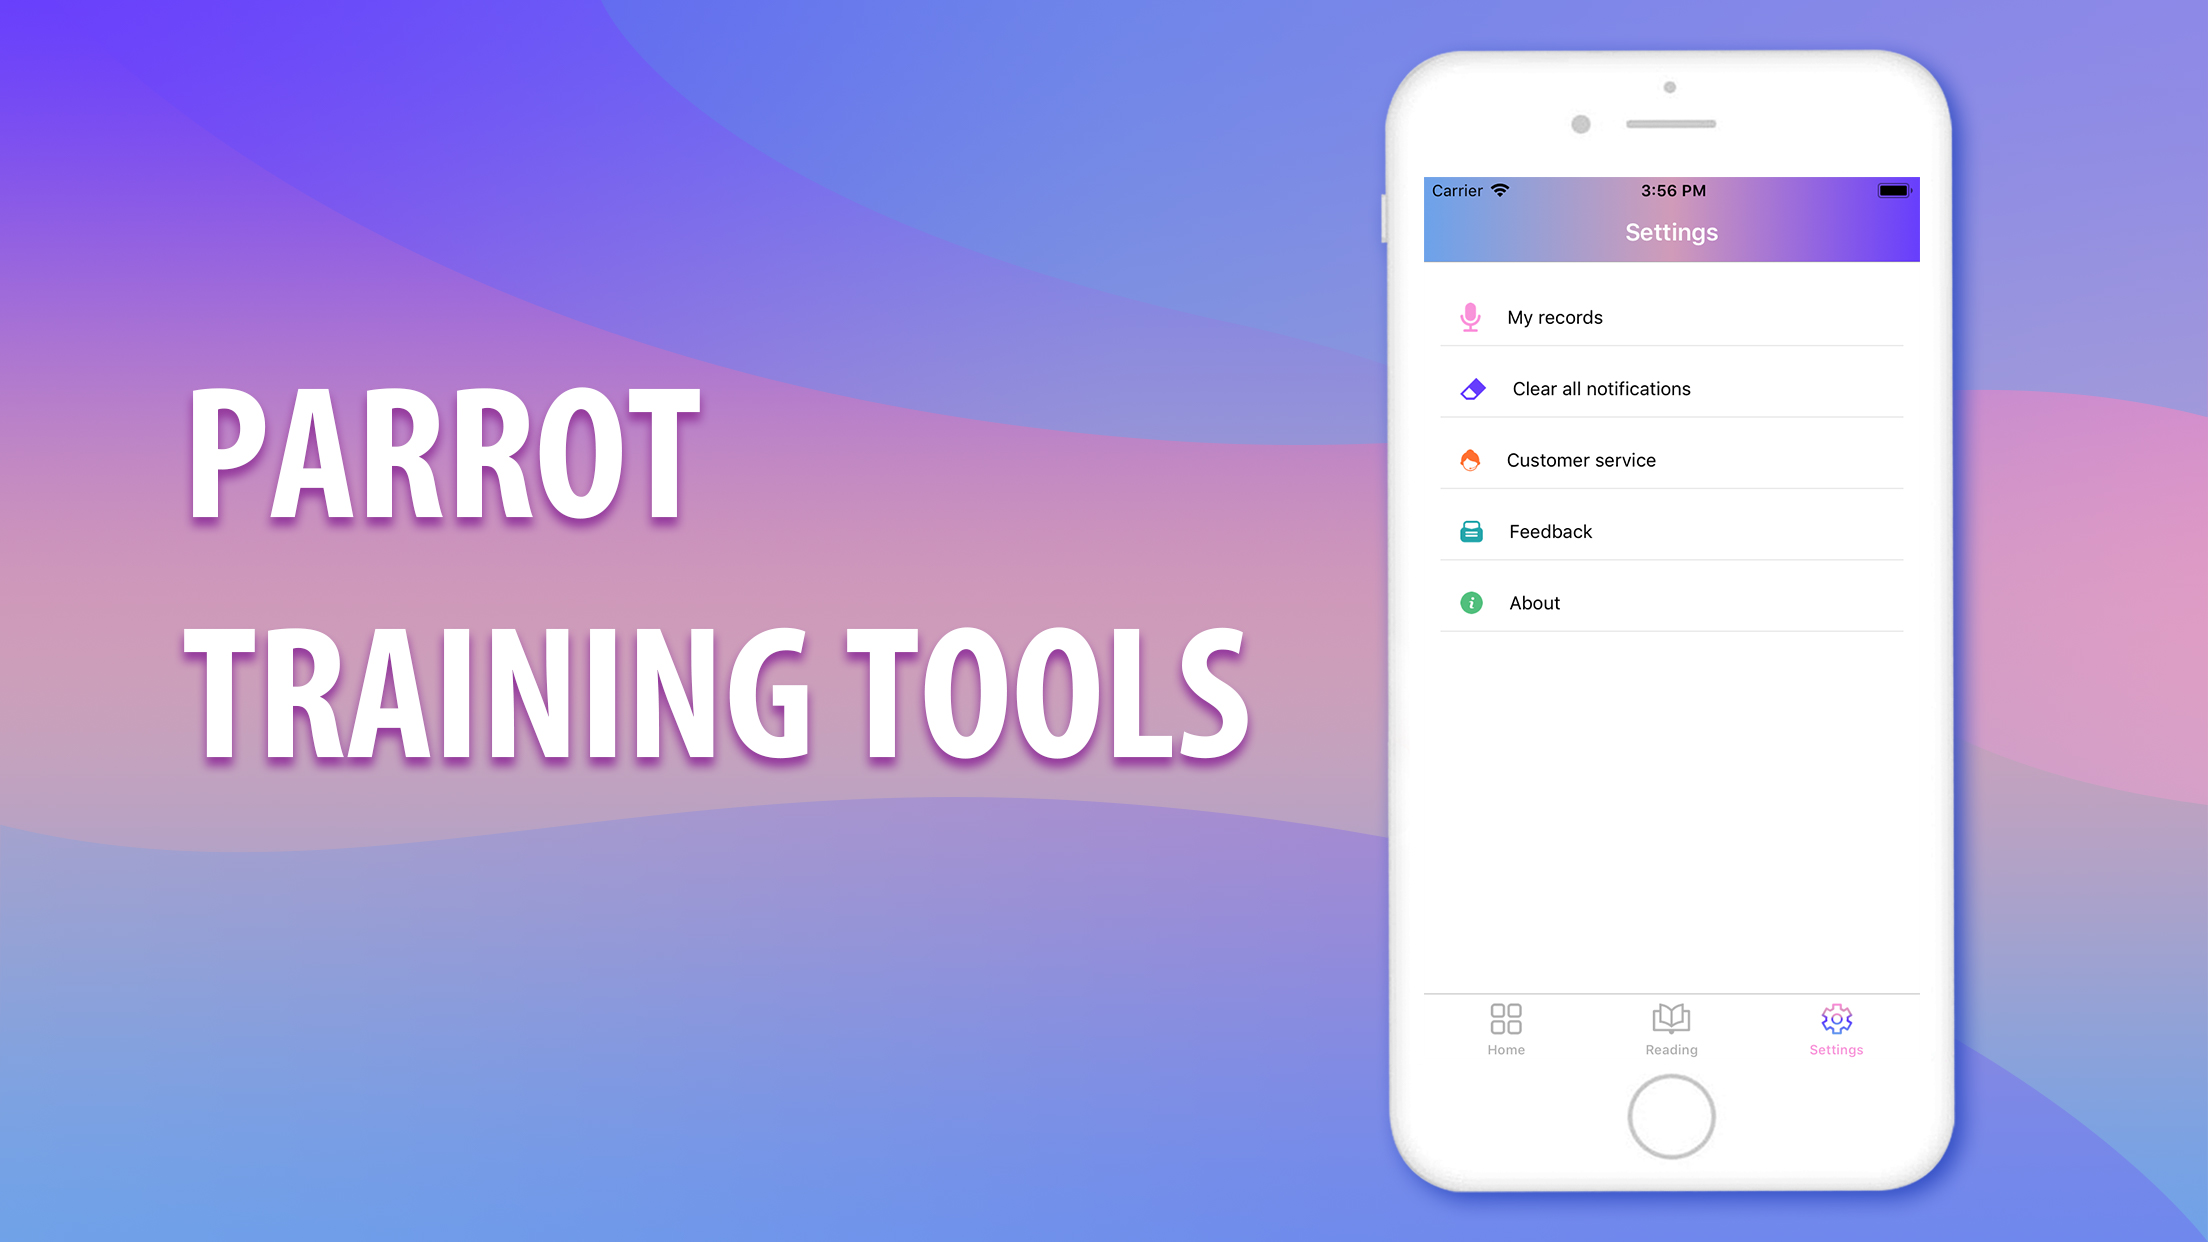 PARROT
TRAINING TOOLS
Carrier 3:56 PM
Settings
My records
Clear all notifications
Customer service
Feedback
About
Home Reading Settings